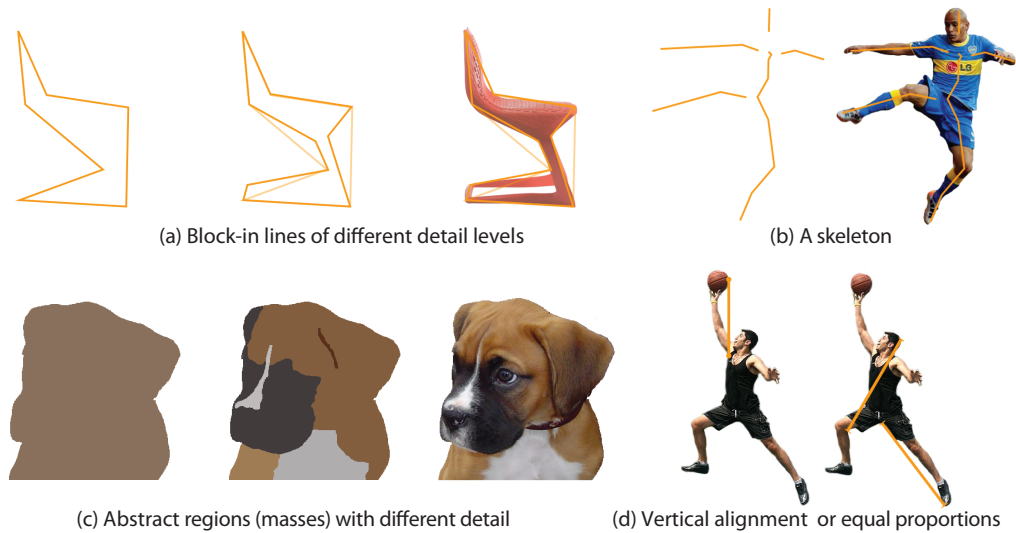 LG
(a) Block-in lines of different detail levels
(b) A skeleton
(c) Abstract regions (masses) with different detail
(d) Vertical alignment or equal proportions